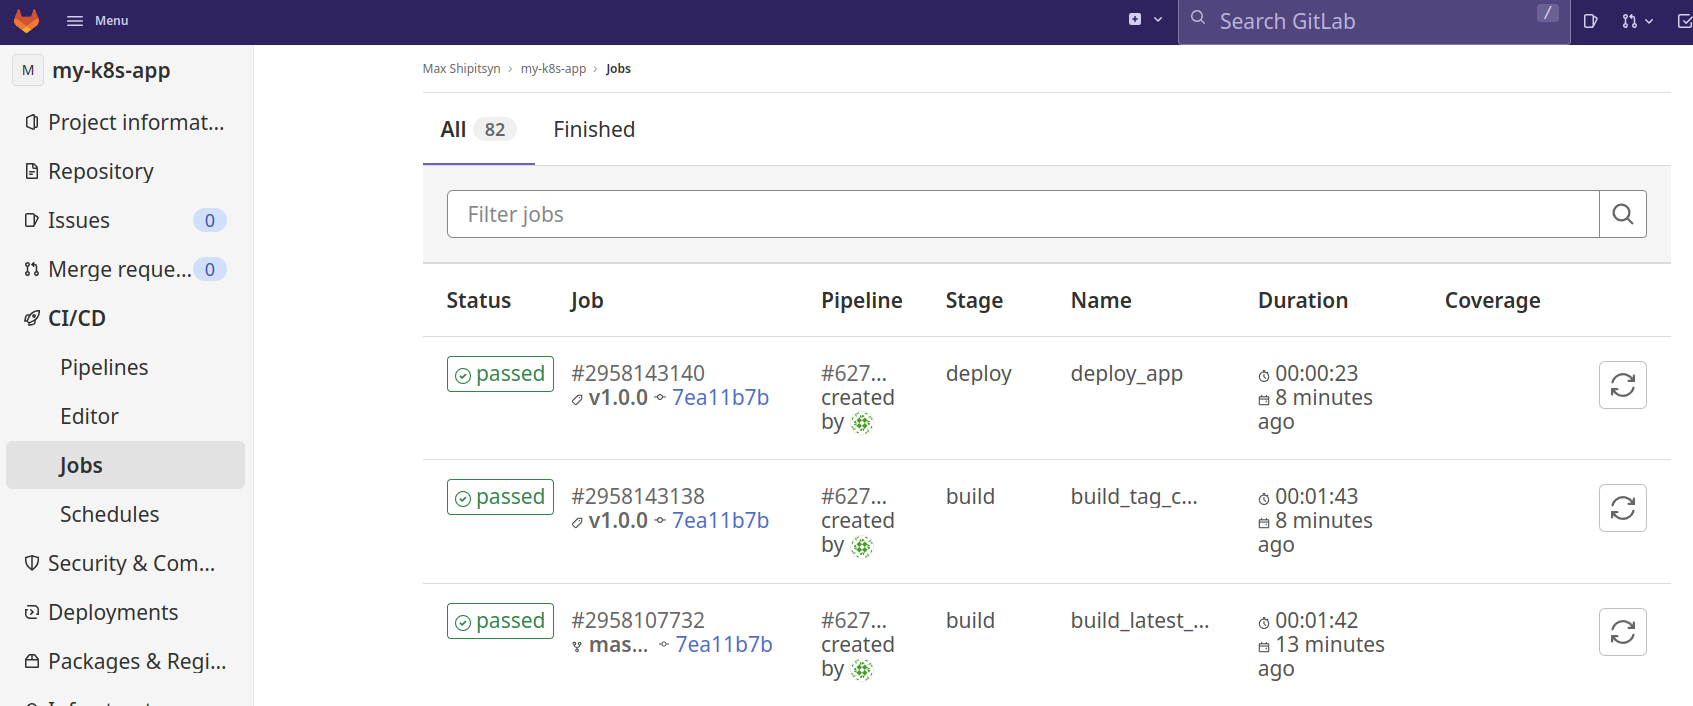 Menu
Search GitLab /
M my-k8s-app
Project informat...
Repository
Issues 0
Merge reque... 0
CI/CD
Pipelines
Editor
Jobs
Schedules
Security & Com...
Deployments
Packages & Regi...
Max Shipitsyn › my-k8s-app › Jobs
All 82 Finished
Filter jobs
Status Job Pipeline Stage Name Duration Coverage
passed #2958143140 #627... deploy deploy_app 00:00:23
v1.0.0 7ea11b7b created 8 minutes
by ago
passed #2958143138 #627... build build_tag_c... 00:01:43
v1.0.0 7ea11b7b created 8 minutes
by ago
passed #2958107732 #627... build build_latest_... 00:01:42
mas... 7ea11b7b created 13 minutes
by ago